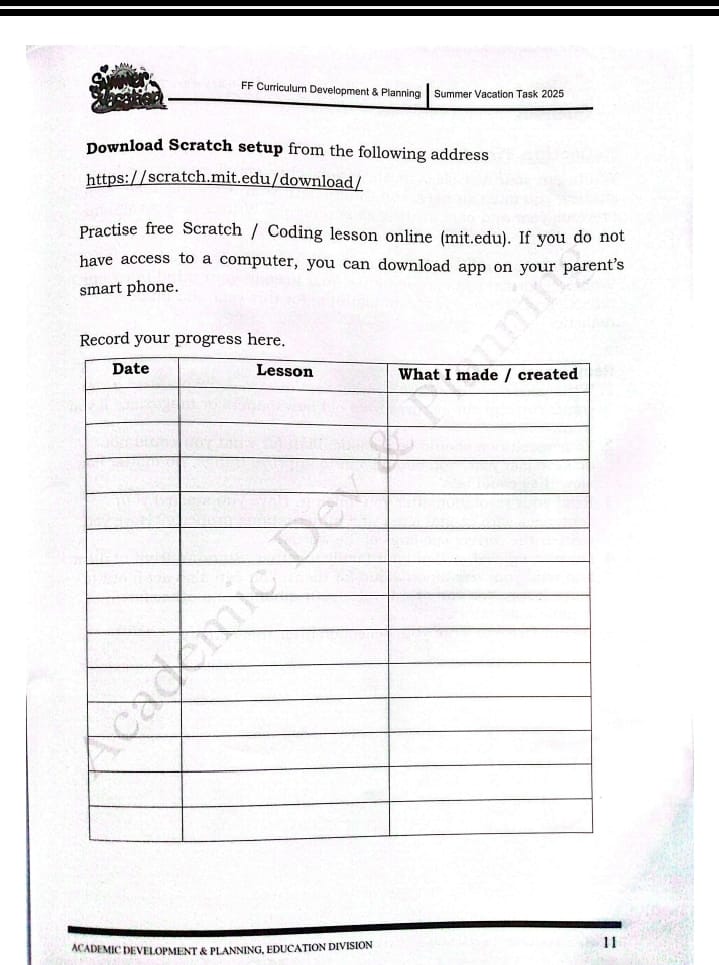 Summer Vacation
FF Curriculum Development & Planning | Summer Vacation Task 2025
Download Scratch setup from the following address
https://scratch.mit.edu/download/
Practise free Scratch / Coding lesson online (mit.edu). If you do not
have access to a computer, you can download app on your parent's
smart phone.
Record your progress here.
Date Lesson What I made / created
Academic Dev & Planning
ACADEMIC DEVELOPMENT & PLANNING, EDUCATION DIVISION 11